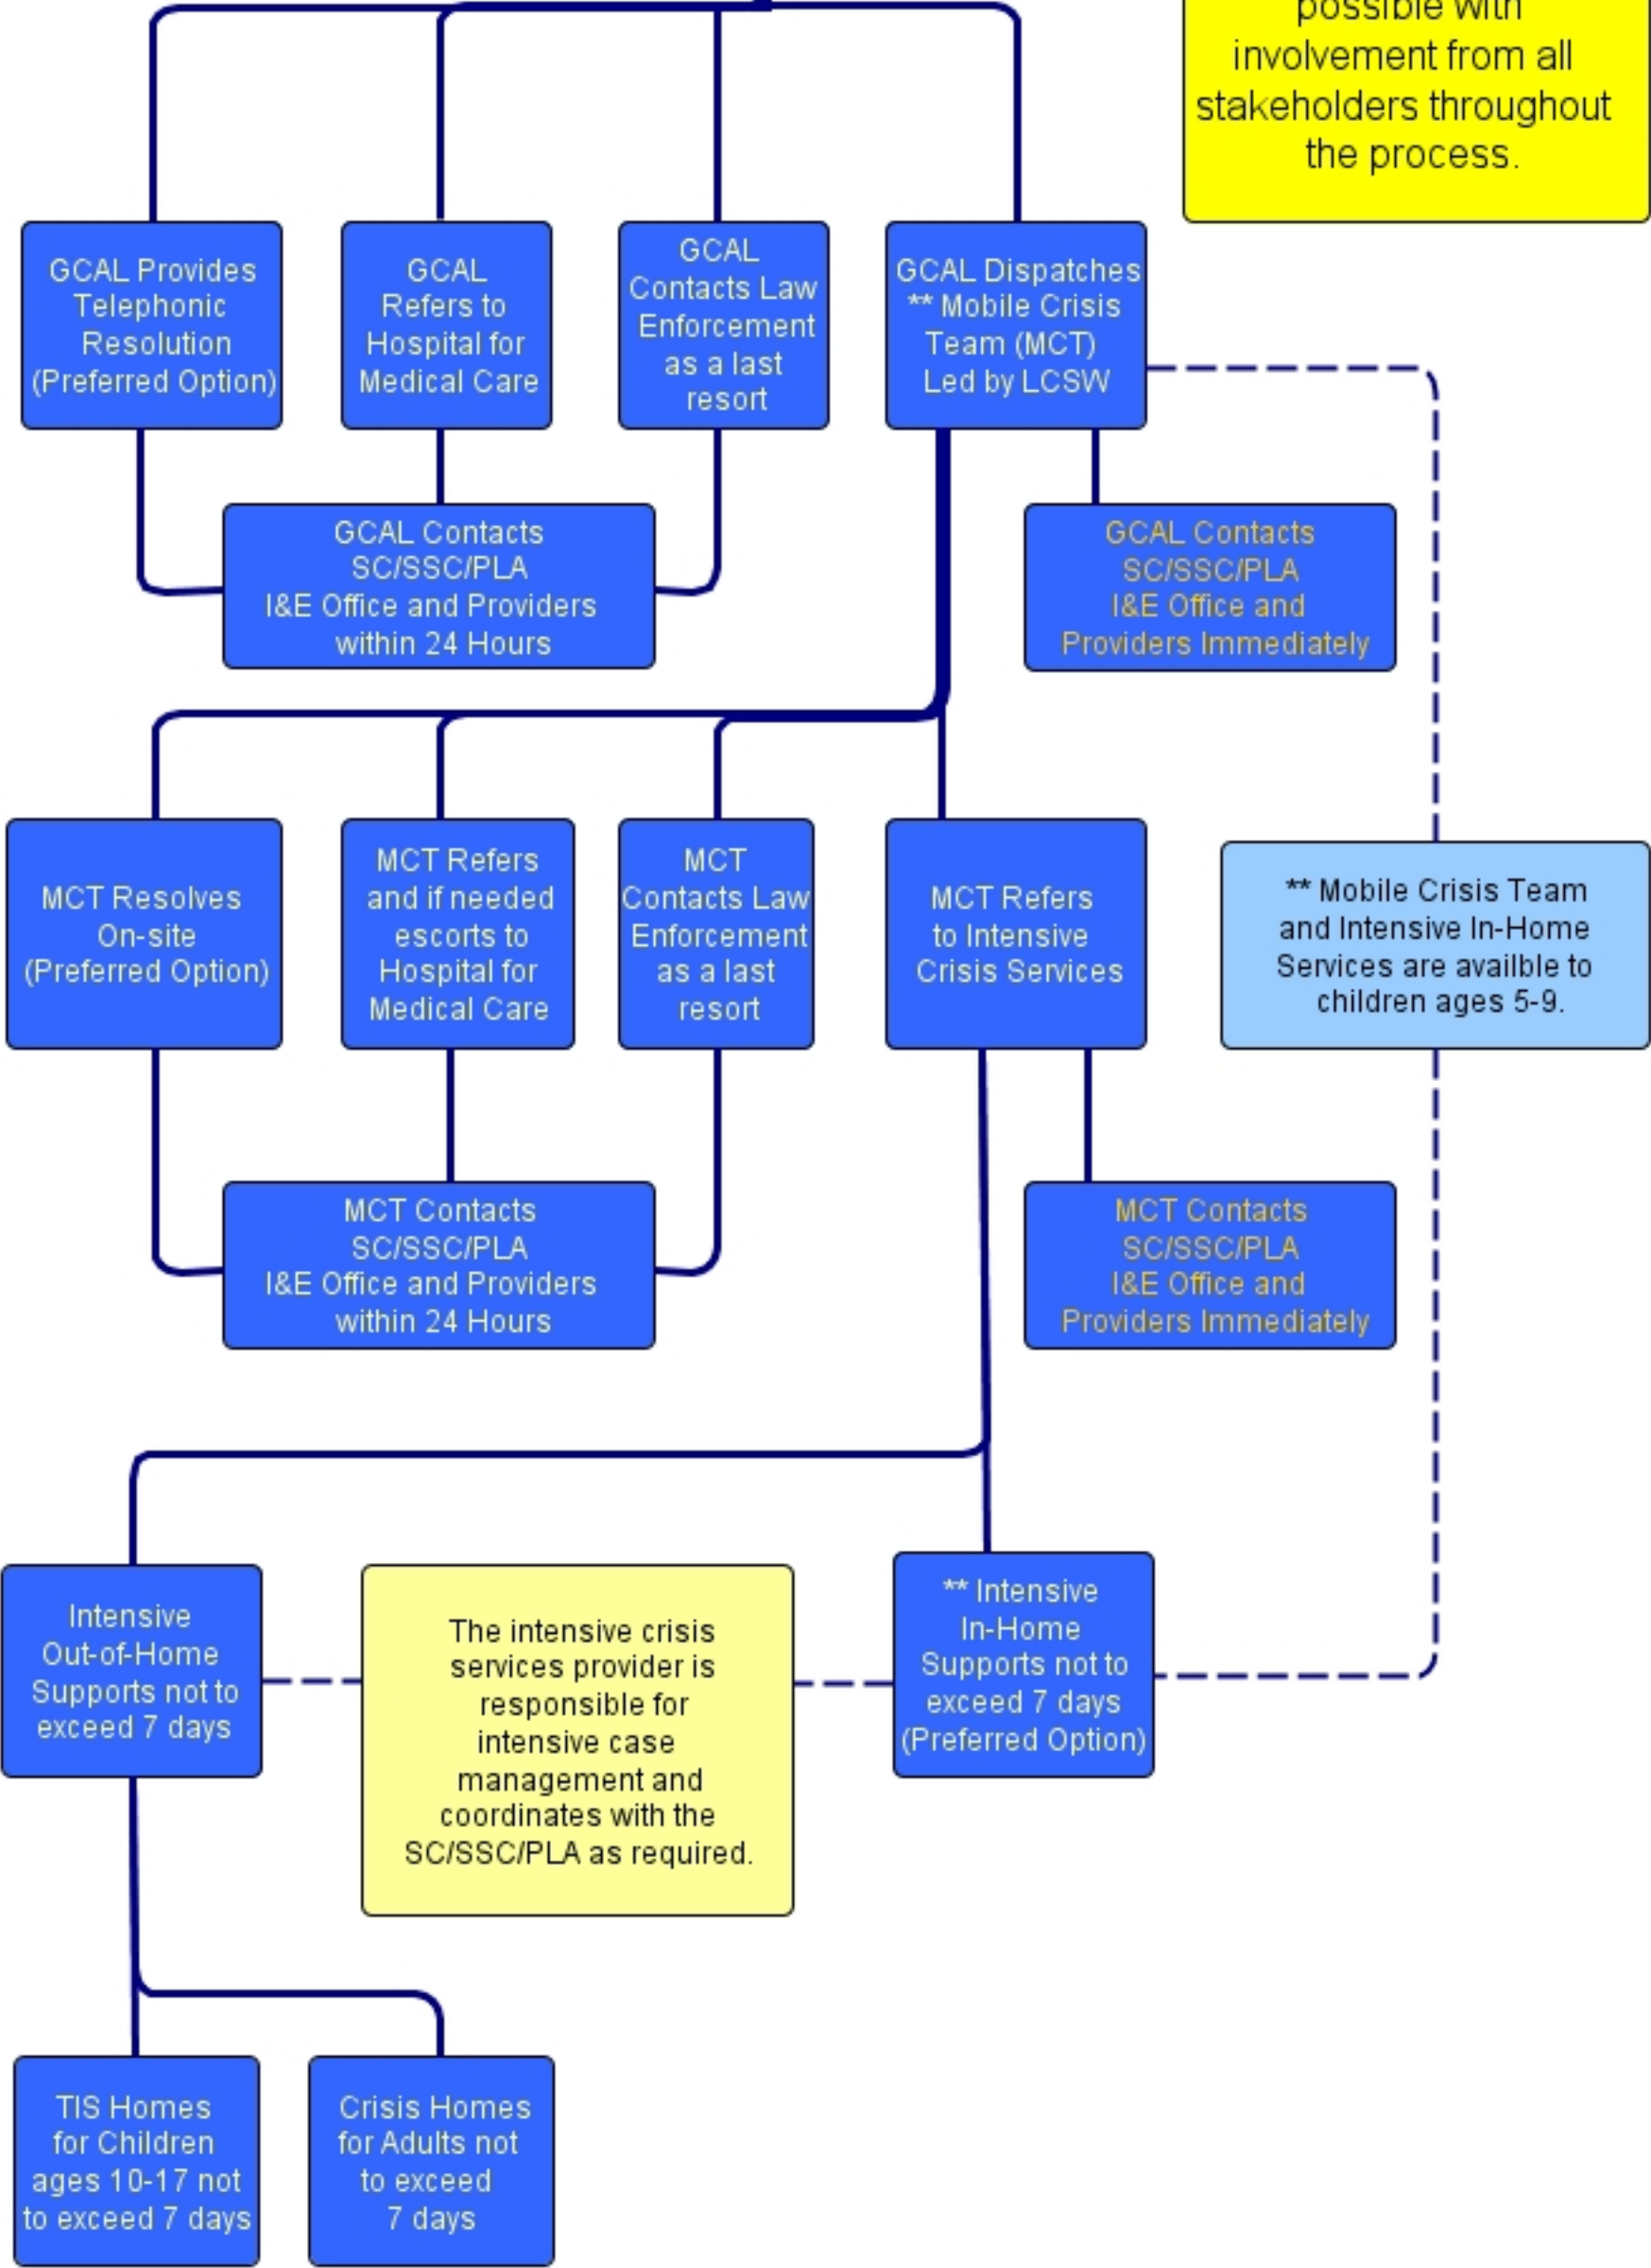 possible with
involvement from all
stakeholders throughout
the process.
GCAL Provides
Telephonic
Resolution
(Preferred Option)
GCAL
Refers to
Hospital for
Medical Care
GCAL
Contacts Law
Enforcement
as a last
resort
GCAL Dispatches
** Mobile Crisis
Team (MCT)
Led by LCSW
GCAL Contacts
SC/SSC/PLA
I&E Office and Providers
within 24 Hours
GCAL Contacts
SC/SSC/PLA
I&E Office and
Providers Immediately
MCT Resolves
On-site
(Preferred Option)
MCT Refers
and if needed
escorts to
Hospital for
Medical Care
MCT
Contacts Law
Enforcement
as a last
resort
MCT Refers
to Intensive
Crisis Services
** Mobile Crisis Team
and Intensive In-Home
Services are availble to
children ages 5-9.
MCT Contacts
SC/SSC/PLA
I&E Office and Providers
within 24 Hours
MCT Contacts
SC/SSC/PLA
I&E Office and
Providers Immediately
Intensive
Out-of-Home
Supports not to
exceed 7 days
The intensive crisis
services provider is
responsible for
intensive case
management and
coordinates with the
SC/SSC/PLA as required.
** Intensive
In-Home
Supports not to
exceed 7 days
(Preferred Option)
TIS Homes
for Children
ages 10-17 not
to exceed 7 days
Crisis Homes
for Adults not
to exceed
7 days